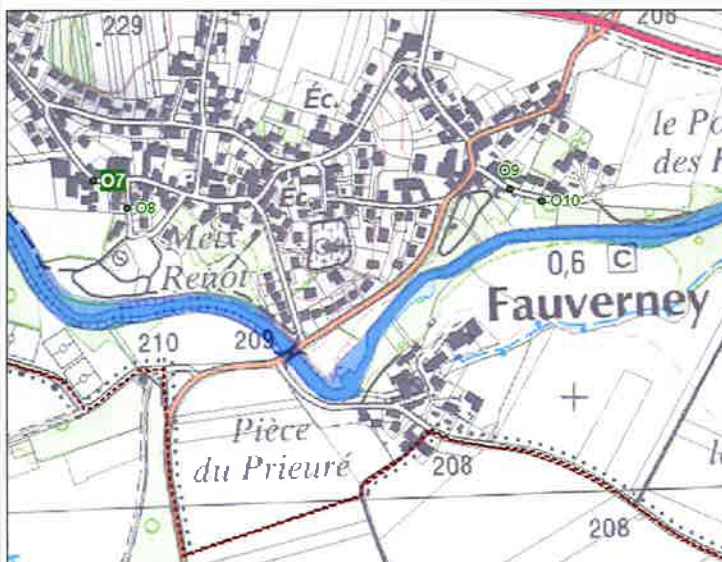 229
208
Éc.
le Po
des
O7
O8
O9
O10
Éc.
Meix
Renot
0,6 C
Fauverney
210
209
Pièce
du Prieuré
208
208